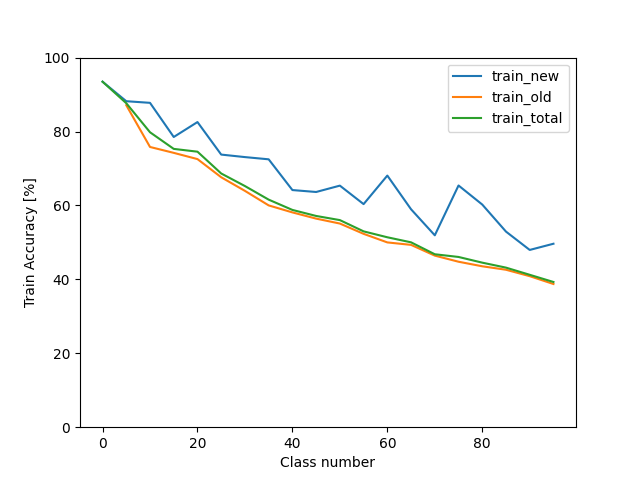 train_new
train_old
train_total
Train Accuracy [%]
100
80
60
40
20
0
0 20 40 60 80
Class number